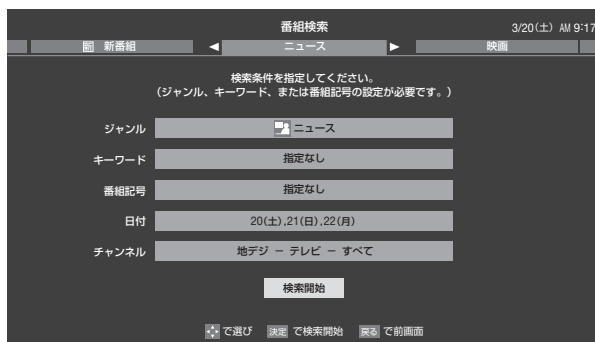 番組検索
3/20(土) AM 9:17
新 新番組
ニュース
映画
検索条件を指定してください。
(ジャンル、キーワード、または番組記号の設定が必要です。)
ジャンル ニュース
キーワード 指定なし
番組記号 指定なし
日付 20(土),21(日),22(月)
チャンネル 地デジ － テレビ － すべて
検索開始
で選び 決定 で検索開始 戻る で前画面